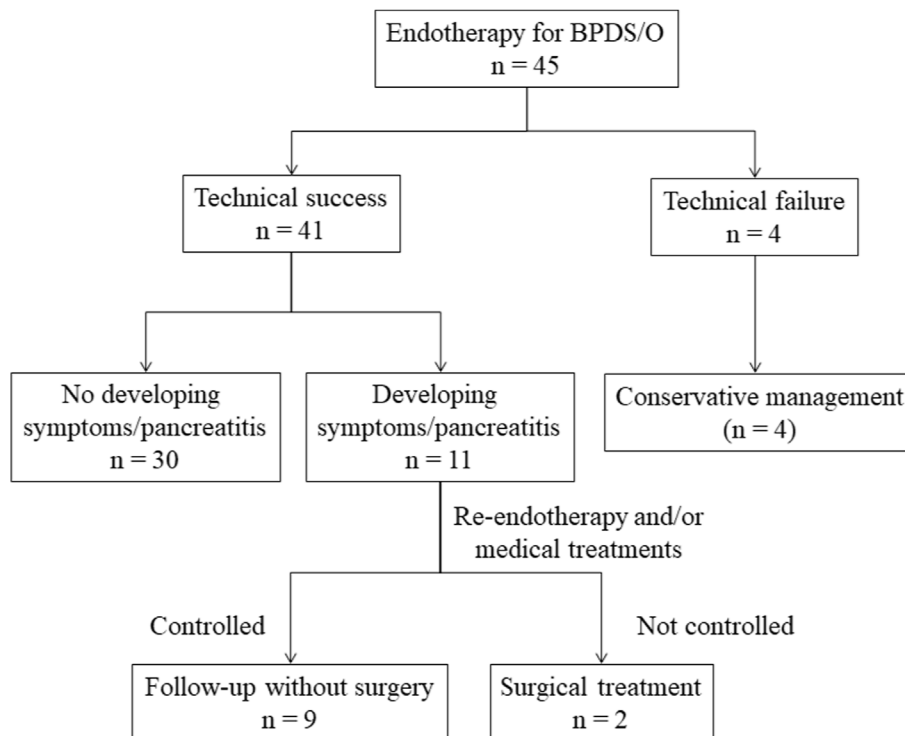 Endotherapy for BPDS/O
n = 45
Technical success
n = 41
Technical failure
n = 4
No developing
symptoms/pancreatitis
n = 30
Developing
symptoms/pancreatitis
n = 11
Conservative management
(n = 4)
Re-endotherapy and/or
medical treatments
Controlled
Not controlled
Follow-up without surgery
n = 9
Surgical treatment
n = 2